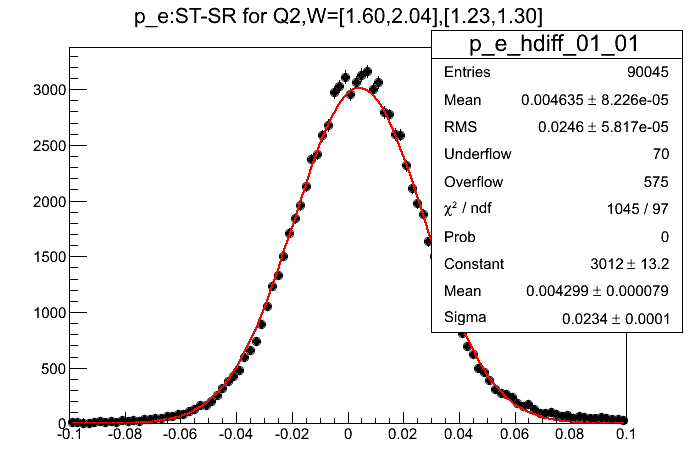 p_e:ST-SR for Q2,W=[1.60,2.04],[1.23,1.30]
p_e_hdiff_01_01
Entries 90045
Mean 0.004635 ± 8.226e-05
RMS 0.0246 ± 5.817e-05
Underflow 70
Overflow 575
χ² / ndf 1045 / 97
Prob 0
Constant 3012 ± 13.2
Mean 0.004299 ± 0.000079
Sigma 0.0234 ± 0.0001
3000
2500
2000
1500
1000
500
0
-0.1 -0.08 -0.06 -0.04 -0.02 0 0.02 0.04 0.06 0.08 0.1